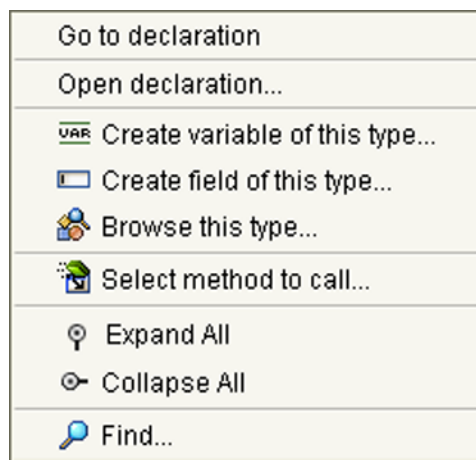 Go to declaration
Open declaration...
VAR Create variable of this type...
Create field of this type...
Browse this type...
Select method to call...
Expand All
Collapse All
Find...